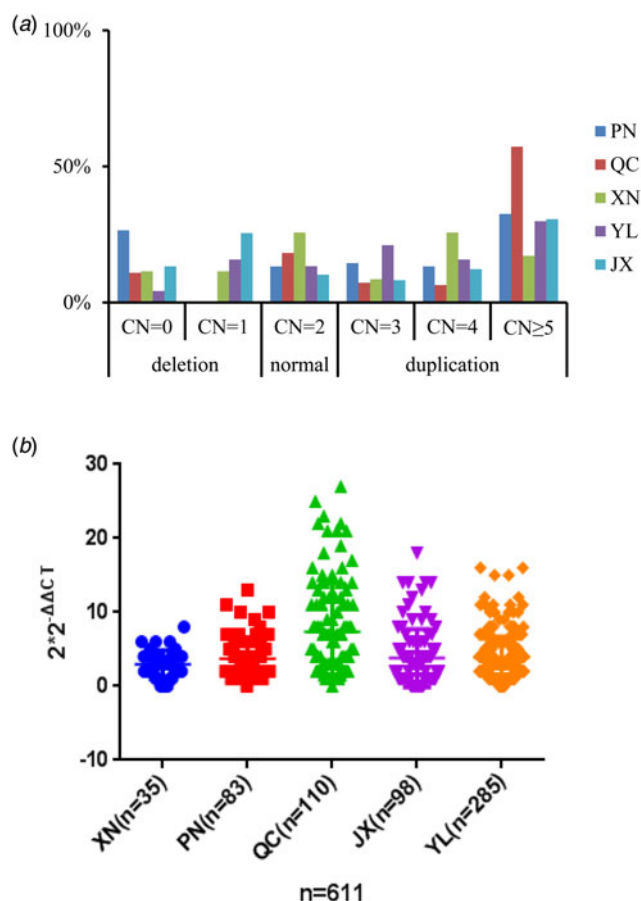 (a)
100%
50%
0%
CN=0 CN=1 CN=2 CN=3 CN=4 CN≥5
deletion normal duplication
PN
QC
XN
YL
JX
(b)
2*2^-ΔΔCT
30
20
10
0
-10
XN(n=35) PN(n=83) QC(n=110) JX(n=98) YL(n=285)
n=611